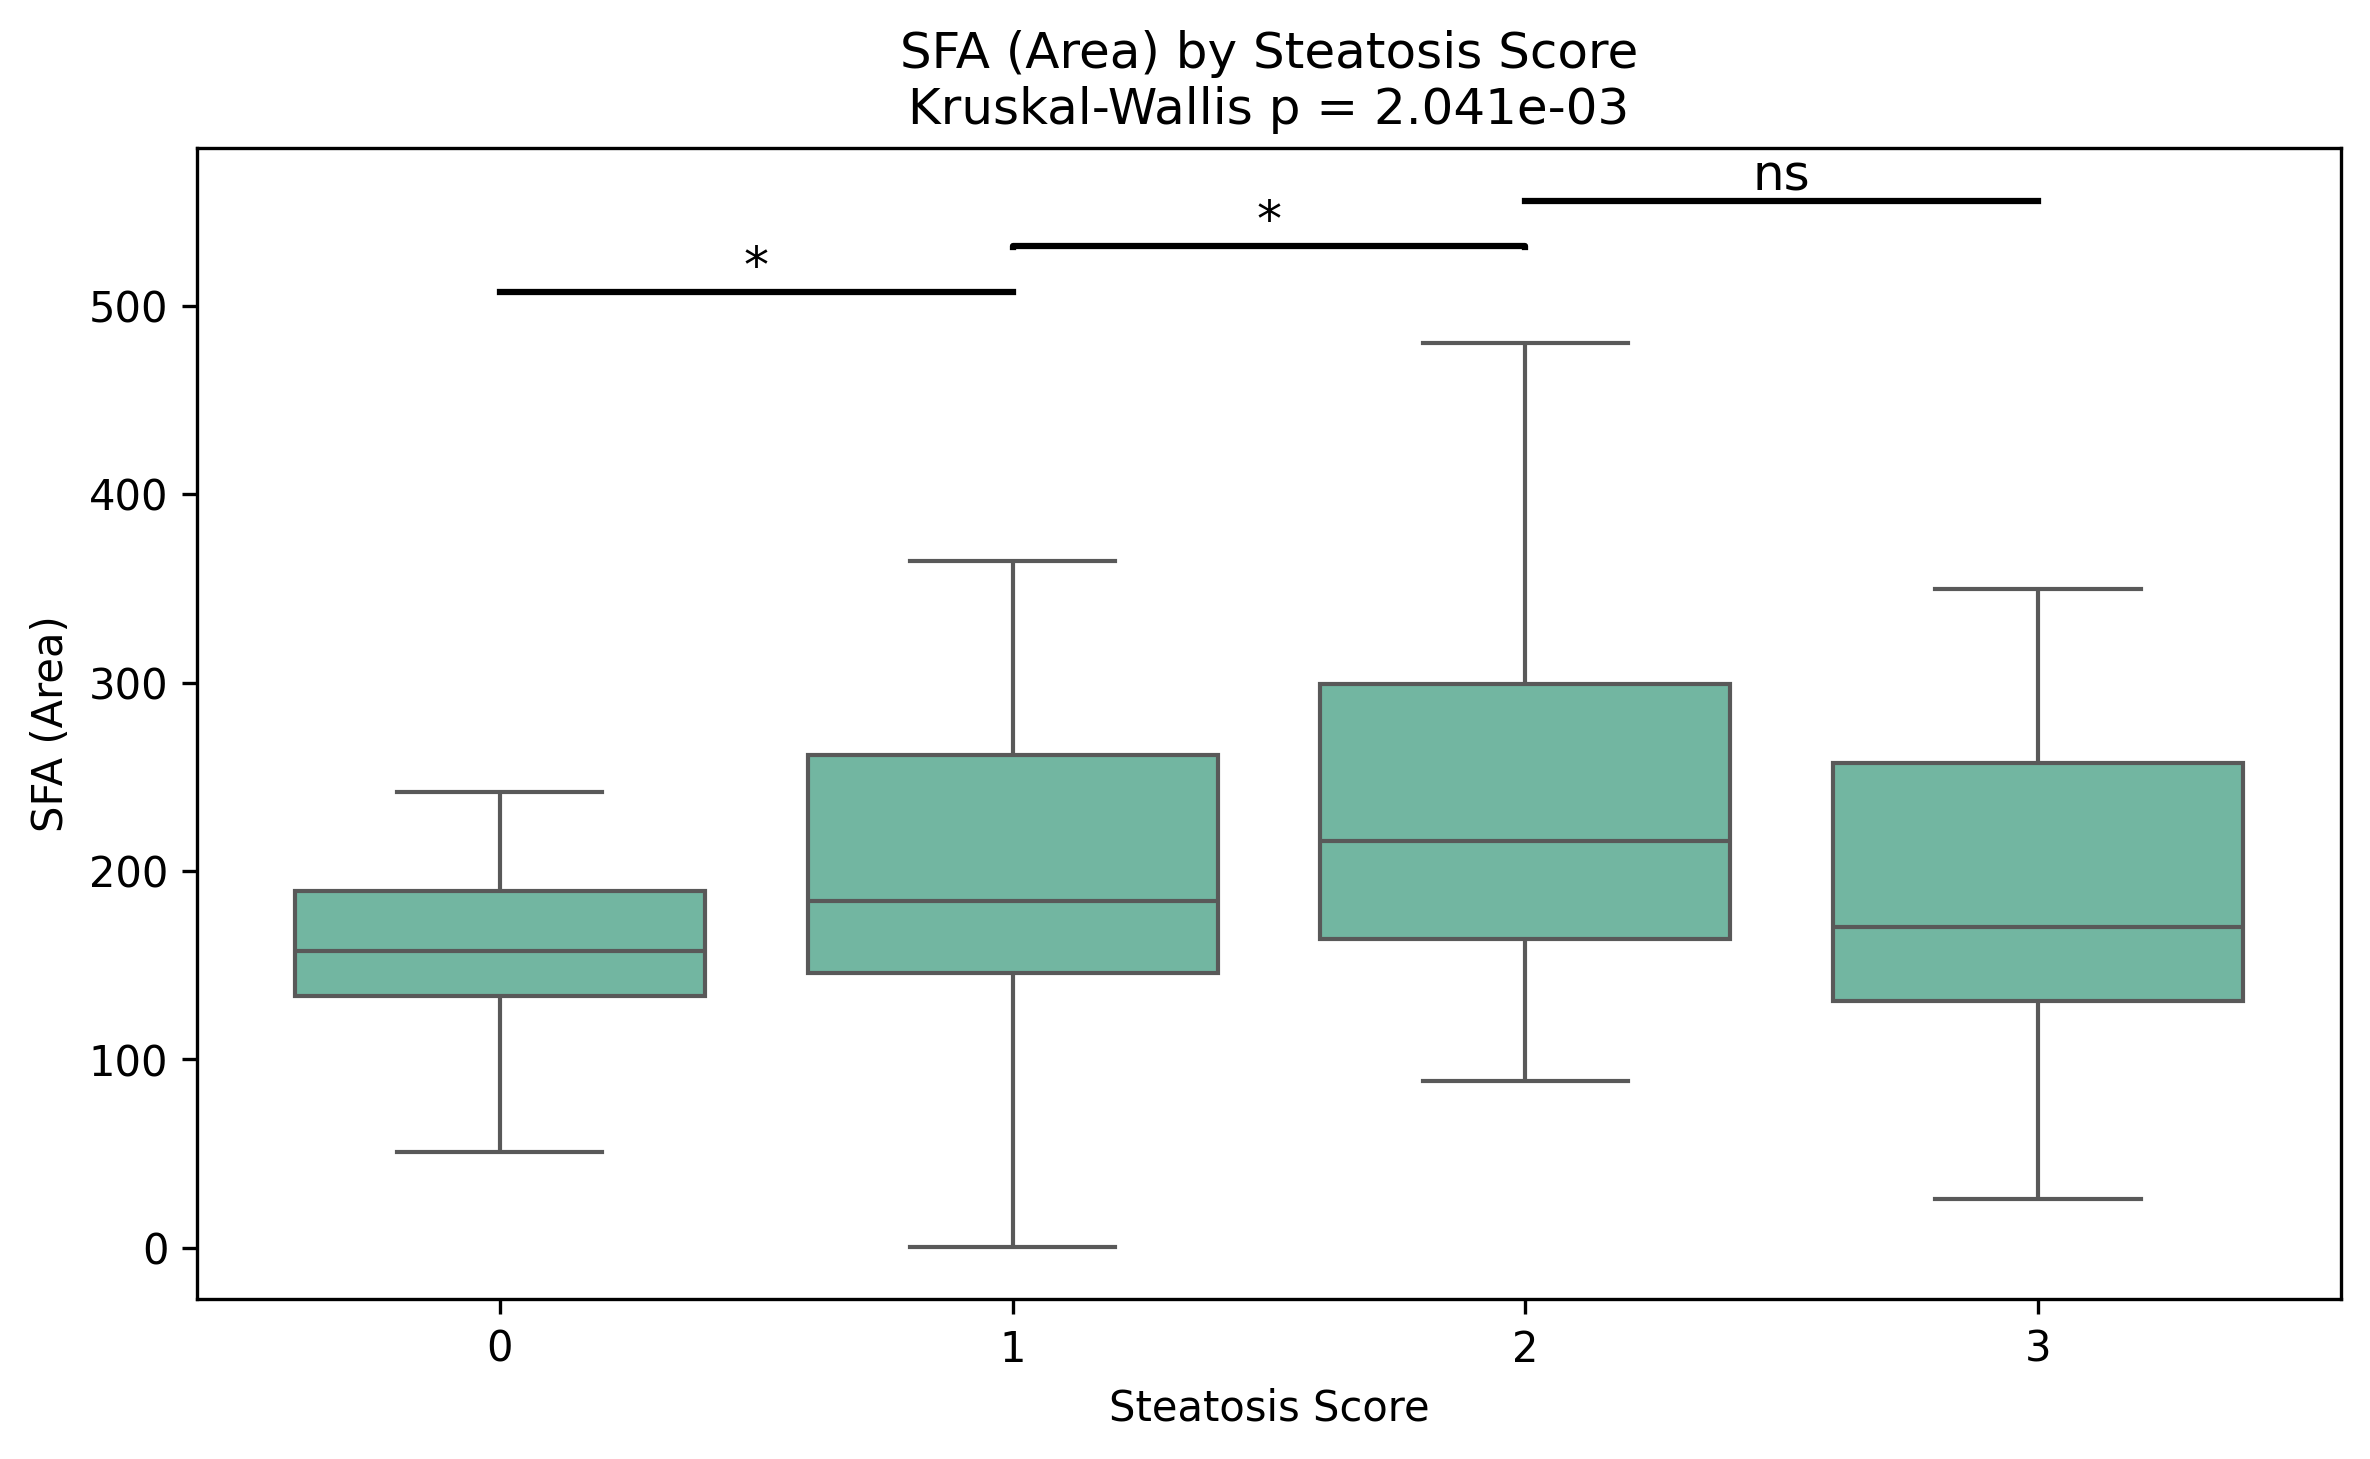 SFA (Area) by Steatosis Score
Kruskal-Wallis p = 2.041e-03
ns
*
*
500
400
300
200
100
0
SFA (Area)
0 1 2 3
Steatosis Score